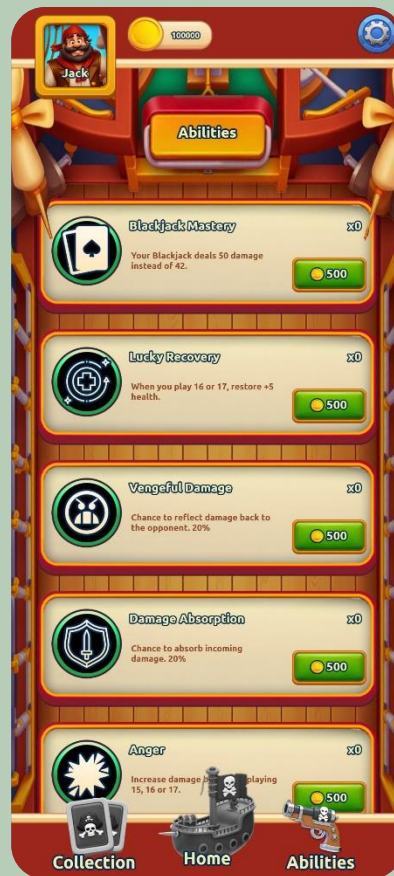 Jack
100000
Abilities
Blackjack Mastery
x0
Your Blackjack deals 50 damage
instead of 42.
500
Lucky Recovery
x0
When you play 16 or 17, restore +5
health.
500
Vengeful Damage
x0
Chance to reflect damage back to
the opponent. 20%
500
Damage Absorption
x0
Chance to absorb incoming
damage. 20%
500
Anger
x0
Increase damage playing
15, 16 or 17.
500
Collection
Home
Abilities